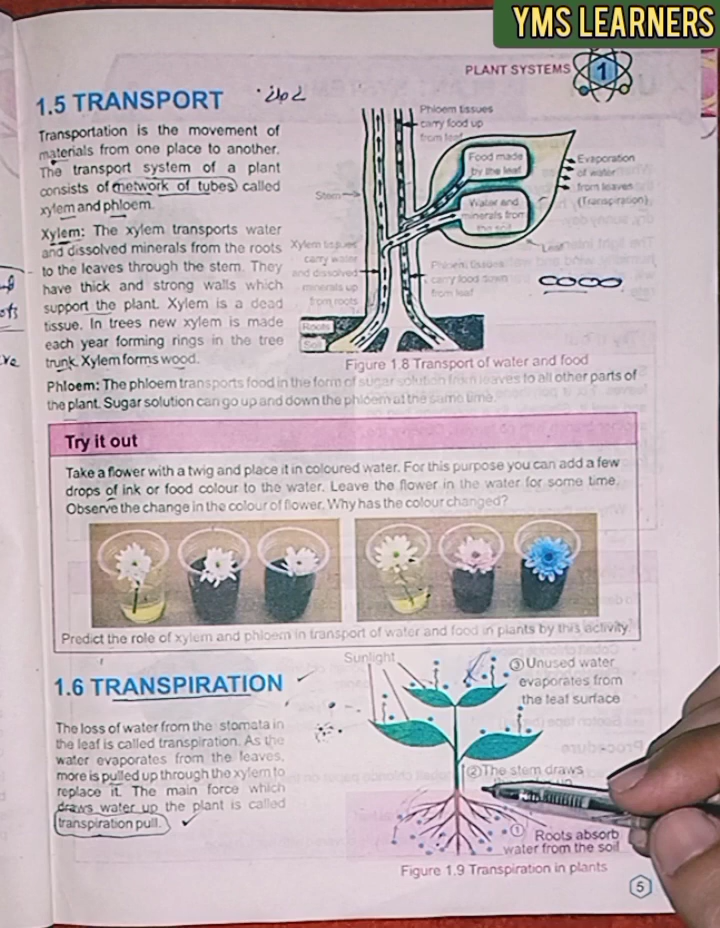 YMS LEARNERS
PLANT SYSTEMS 1
1.5 TRANSPORT
Transportation is the movement of
materials from one place to another.
The transport system of a plant
consists of network of tubes called
xylem and phloem.
Xylem: The xylem transports water
and dissolved minerals from the roots
to the leaves through the stem. They
have thick and strong walls which
support the plant. Xylem is a dead
tissue. In trees new xylem is made
each year forming rings in the tree
trunk. Xylem forms wood.
Phloem tissues
carry food up
from leaf
Food made
by the leaf
Evaporation
of water
from leaves
(Transpiration)
Stem
Water and
minerals from
the soil
Leaf
Xylem tissues
carry water
and dissolved
minerals up
from roots
Phloem tissues
carry food down
from leaf
Roots
Soil
Figure 1.8 Transport of water and food
Phloem: The phloem transports food in the form of sugar solution from leaves to all other parts of
the plant. Sugar solution can go up and down the phloem at the same time.
Try it out
Take a flower with a twig and place it in coloured water. For this purpose you can add a few
drops of ink or food colour to the water. Leave the flower in the water for some time.
Observe the change in the colour of flower. Why has the colour changed?
Predict the role of xylem and phloem in transport of water and food in plants by this activity.
1.6 TRANSPIRATION
The loss of water from the stomata in
the leaf is called transpiration. As the
water evaporates from the leaves,
more is pulled up through the xylem to
replace it. The main force which
draws water up the plant is called
transpiration pull.
Sunlight
③Unused water
evaporates from
the leaf surface
②The stem draws
① Roots absorb
water from the soil
Figure 1.9 Transpiration in plants
5